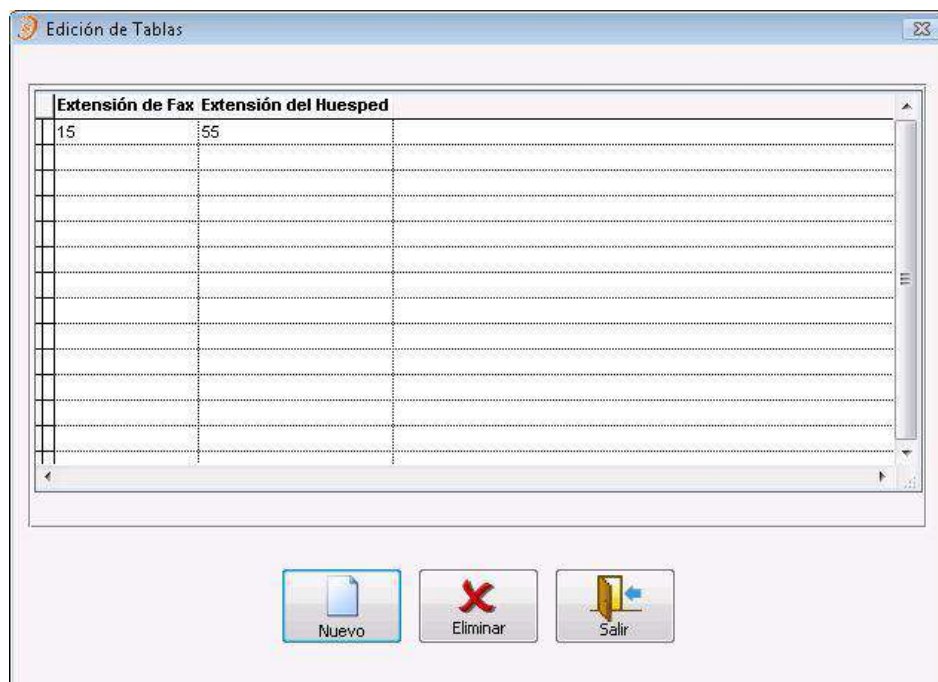 Edición de Tablas
Extensión de Fax Extensión del Huesped
15 55
Nuevo Eliminar Salir